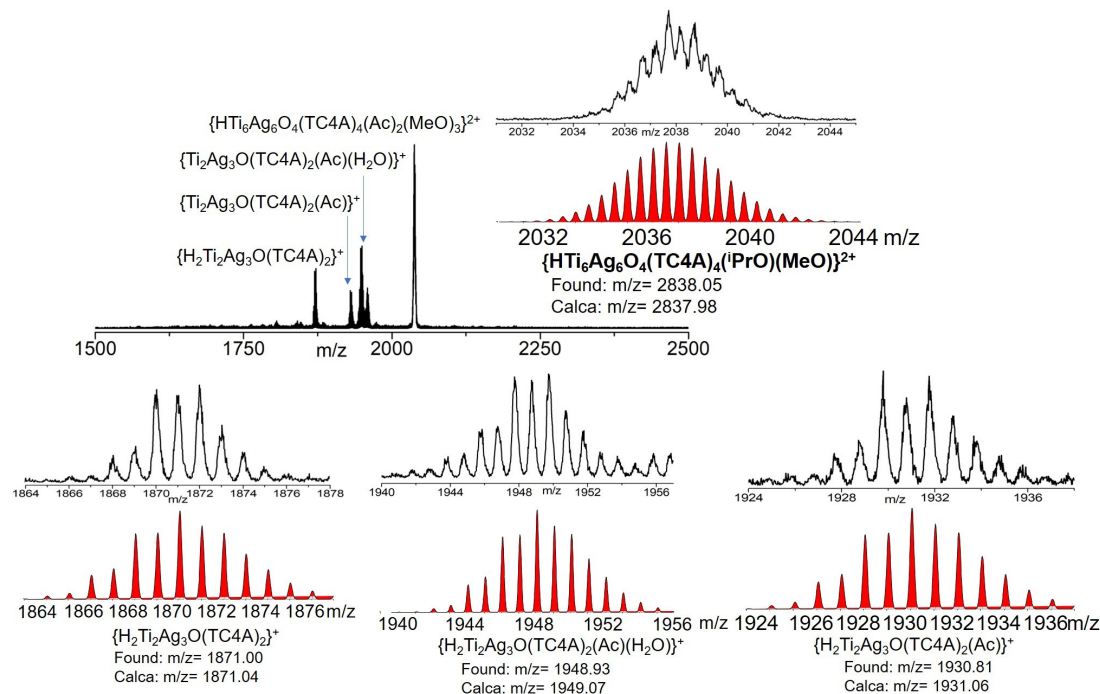 2032 2034 2036 m/z 2038 2040 2042 2044
{HTi₆Ag₆O₄(TC4A)₄(Ac)₂(MeO)₃}²⁺
{Ti₂Ag₃O(TC4A)₂(Ac)(H₂O)}⁺
{Ti₂Ag₃O(TC4A)₂(Ac)}⁺
{H₂Ti₂Ag₃O(TC4A)₂}⁺
2032 2036 2040 2044 m/z
{HTi₆Ag₆O₄(TC4A)₄(ⁱPrO)(MeO)}²⁺
Found: m/z= 2838.05
Calca: m/z= 2837.98
1500 1750 m/z 2000 2250 2500
1864 1866 1868 1870 m/z 1872 1874 1876 1878
1940 1944 1948 m/z 1952 1956
1924 1928 m/z 1932 1936
1864 1866 1868 1870 1872 1874 1876 m/z
{H₂Ti₂Ag₃O(TC4A)₂}⁺
Found: m/z= 1871.00
Calca: m/z= 1871.04
1940 1944 1948 1952 1956 m/z
{H₂Ti₂Ag₃O(TC4A)₂(Ac)(H₂O)}⁺
Found: m/z= 1948.93
Calca: m/z= 1949.07
1924 1926 1928 1930 1932 1934 1936 m/z
{H₂Ti₂Ag₃O(TC4A)₂(Ac)}⁺
Found: m/z= 1930.81
Calca: m/z= 1931.06